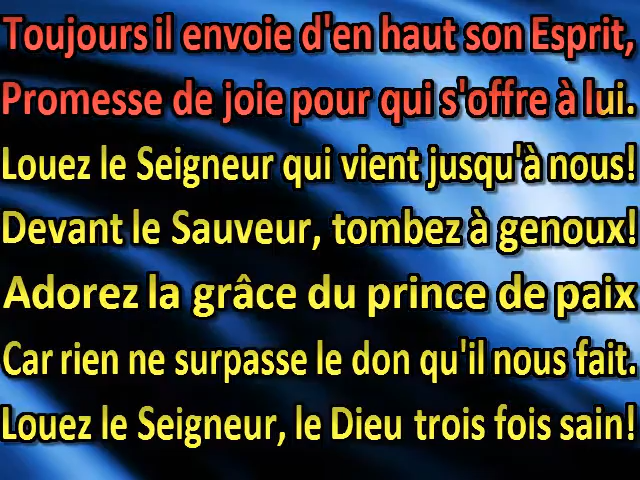 Toujours il envoie d'en haut son Esprit,
Promesse de joie pour qui s'offre à lui.
Louez le Seigneur qui vient jusqu'à nous!
Devant le Sauveur, tombez à genoux!
Adorez la grâce du prince de paix
Car rien ne surpasse le don qu'il nous fait.
Louez le Seigneur, le Dieu trois fois sain!